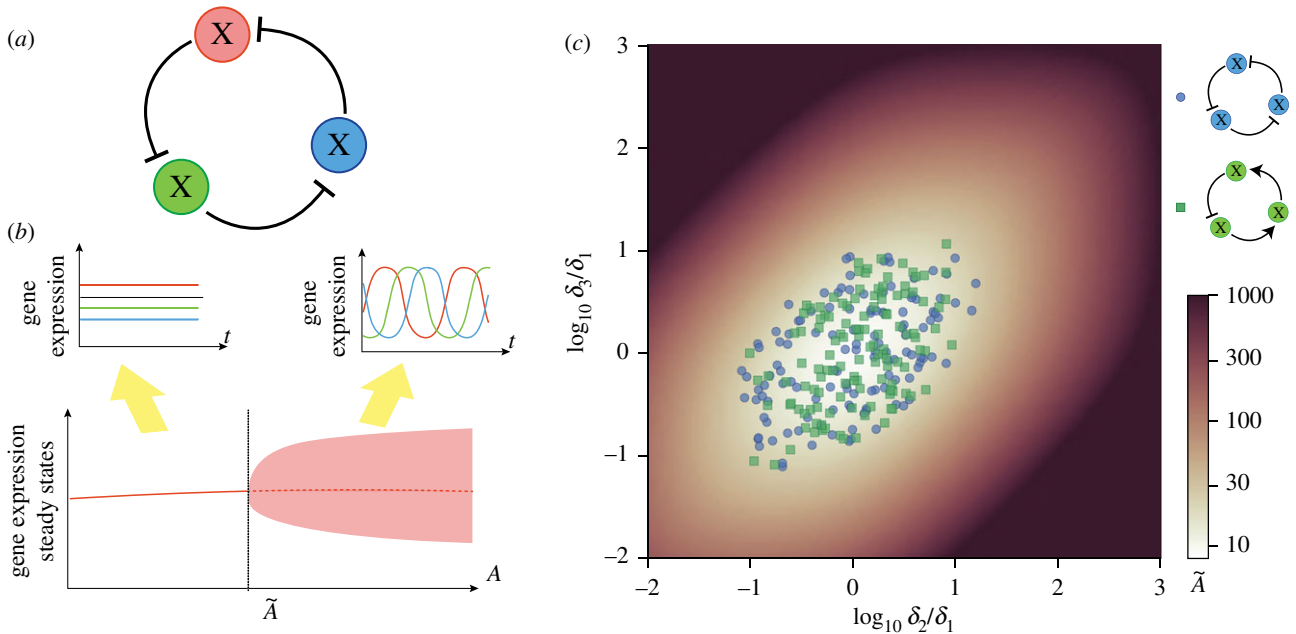 (a)
X
X
X
(b)
gene
expression
t
gene
expression
t
gene expression
steady states
A
Ã
(c)
3
2
1
0
–1
–2
log10 δ3/δ1
–2
–1
0
1
2
3
log10 δ2/δ1
X
X
X
X
X
X
1000
300
100
30
10
Ã